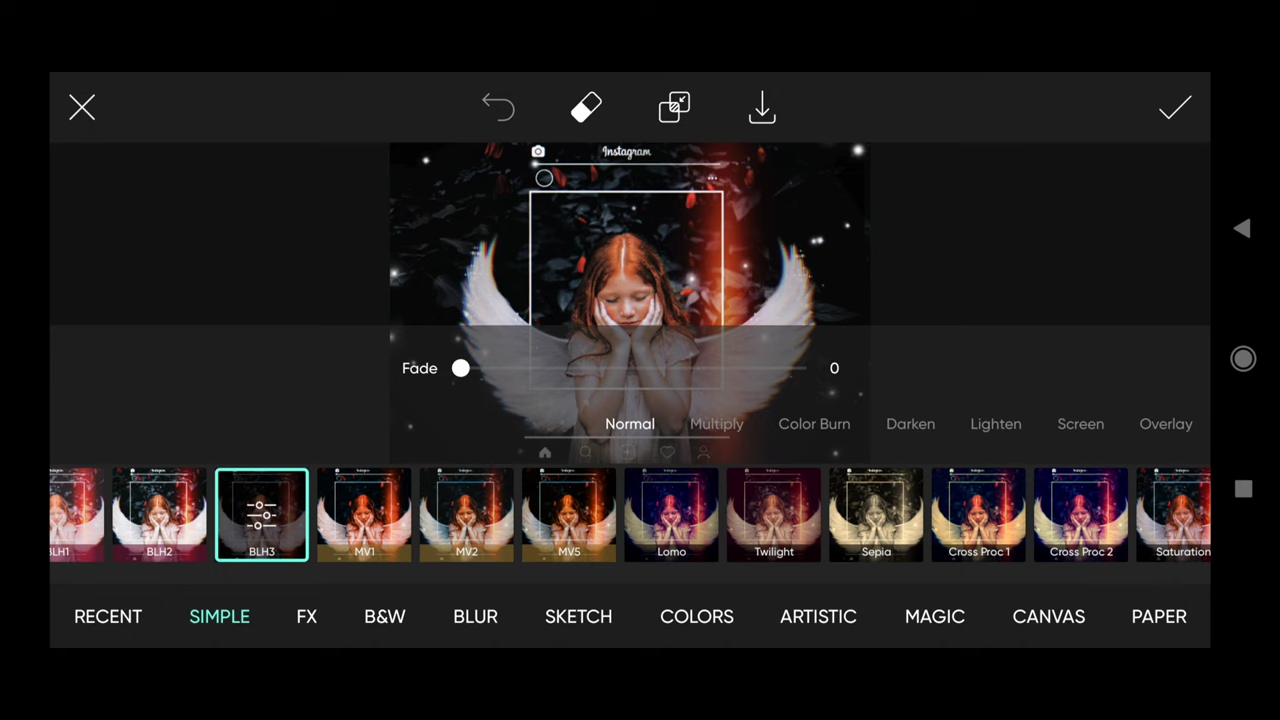 Instagram
Fade 0
Normal Multiply Color Burn Darken Lighten Screen Overlay
BLH1 BLH2 BLH3 MV1 MV2 MV5 Lomo Twilight Sepia Cross Proc 1 Cross Proc 2 Saturation
RECENT SIMPLE FX B&W BLUR SKETCH COLORS ARTISTIC MAGIC CANVAS PAPER